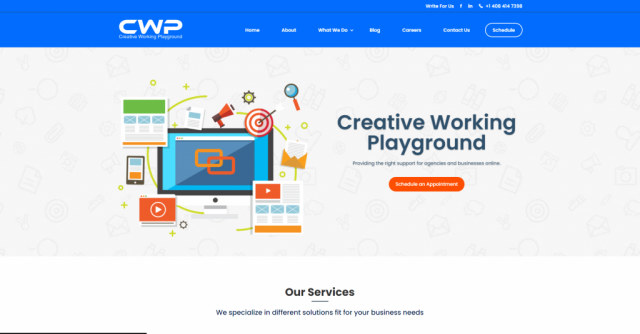 Write For Us f in +1 408 414 7398
CWP
Creative Working Playground
Home About What We Do Blog Careers Contact Us Schedule
Creative Working
Playground
Providing the right support for agencies and businesses online.
Schedule an Appointment
Our Services
We specialize in different solutions fit for your business needs